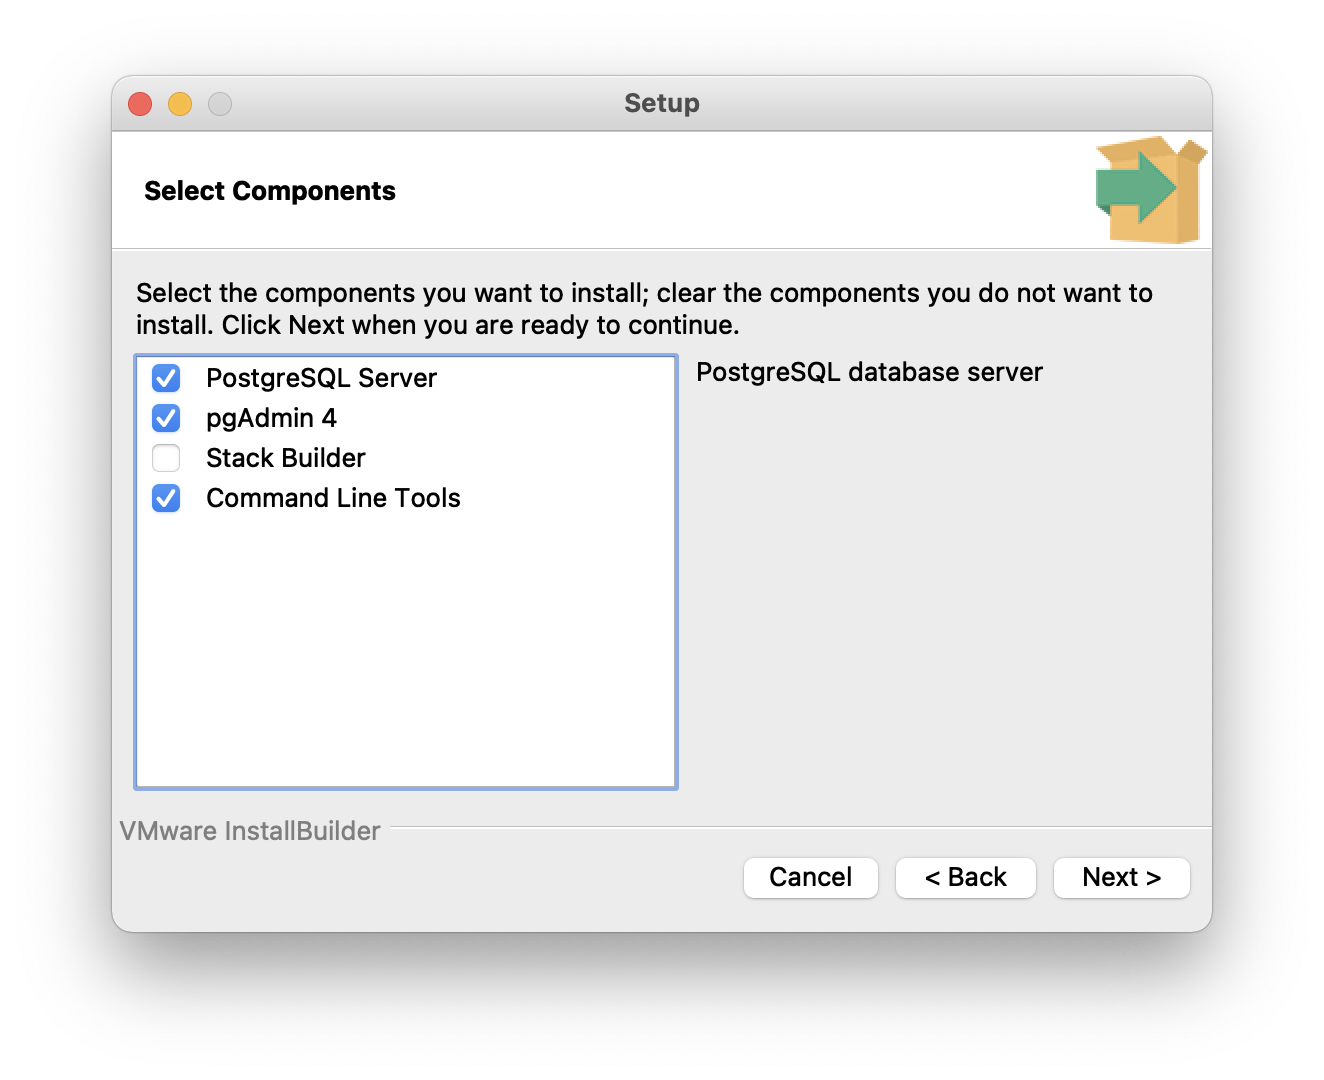 Setup
Select Components
Select the components you want to install; clear the components you do not want to
install. Click Next when you are ready to continue.
PostgreSQL Server
PostgreSQL database server
pgAdmin 4
Stack Builder
Command Line Tools
VMware InstallBuilder
Cancel
< Back
Next >